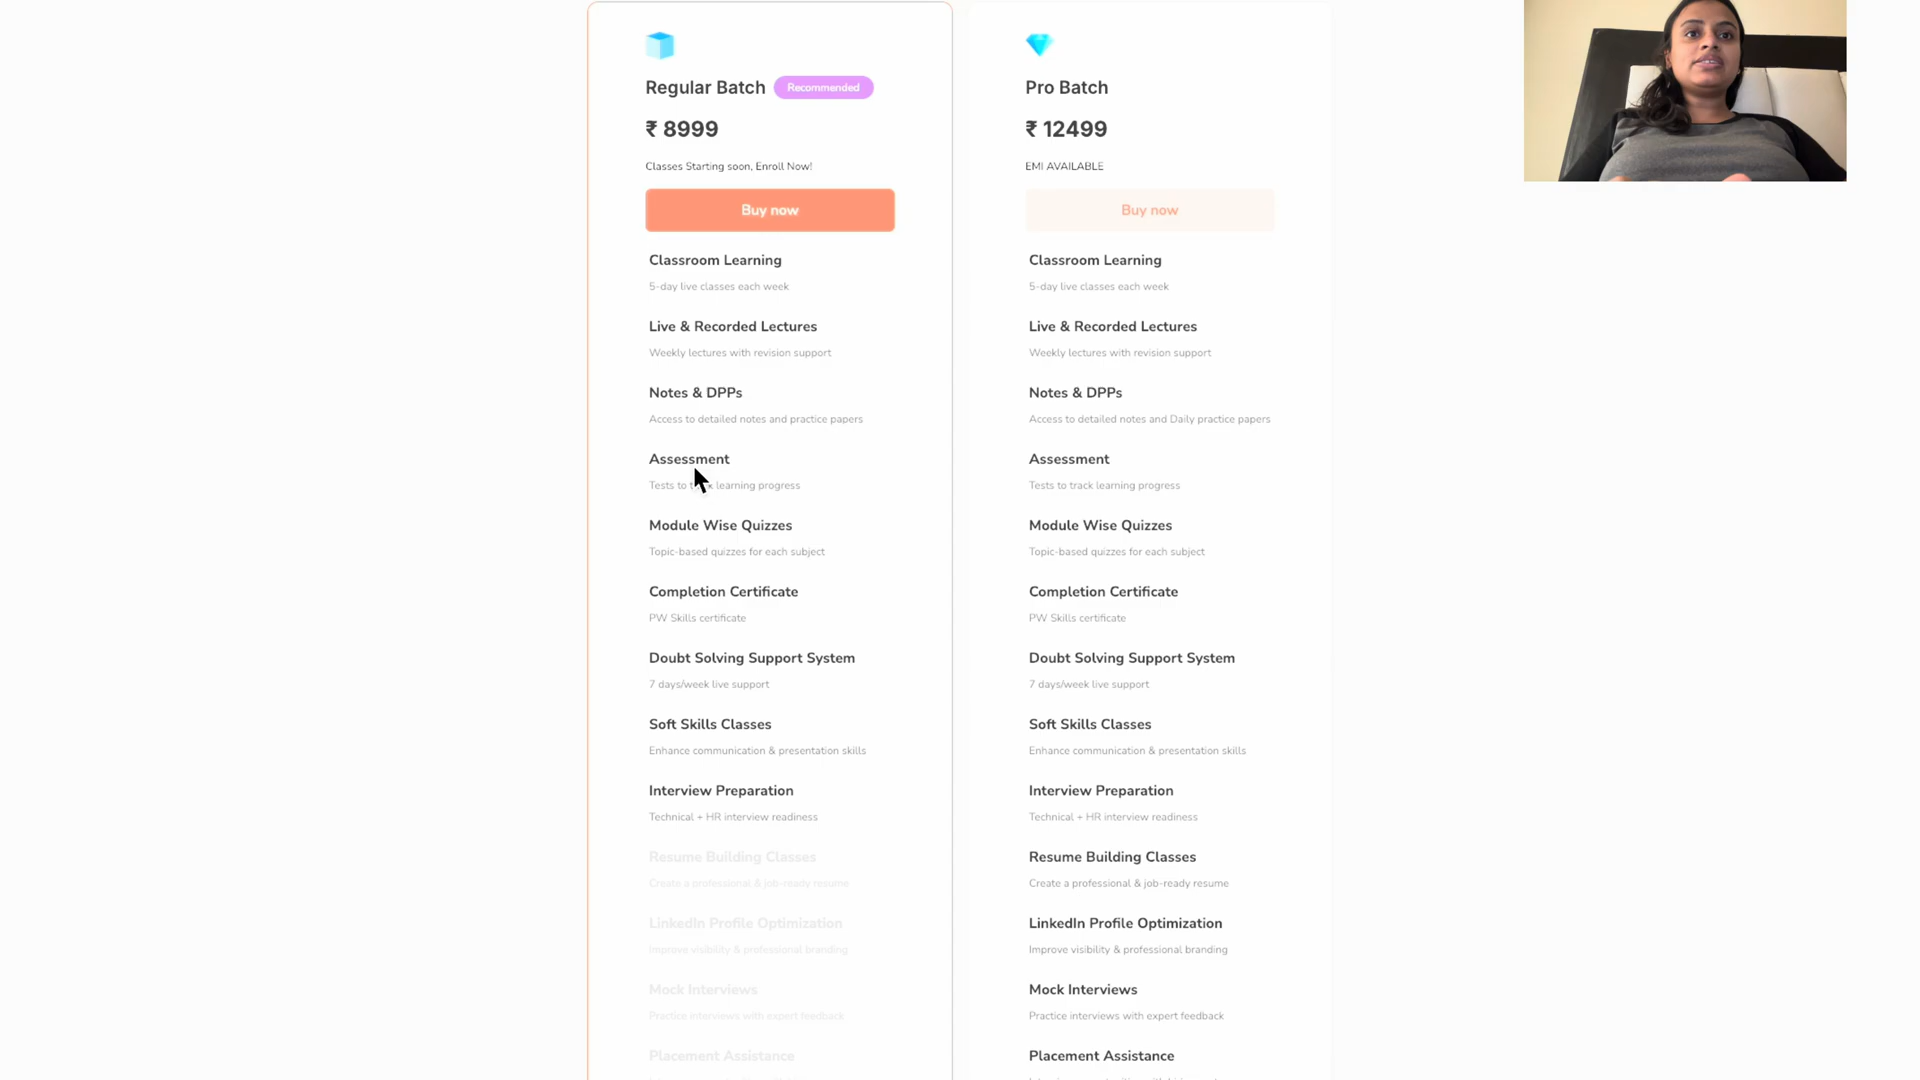 Regular Batch Recommended
₹ 8999
Classes Starting soon, Enroll Now!
Buy now
Classroom Learning
5-day live classes each week
Live & Recorded Lectures
Weekly lectures with revision support
Notes & DPPs
Access to detailed notes and practice papers
Assessment
Tests to track learning progress
Module Wise Quizzes
Topic-based quizzes for each subject
Completion Certificate
PW Skills certificate
Doubt Solving Support System
7 days/week live support
Soft Skills Classes
Enhance communication & presentation skills
Interview Preparation
Technical + HR interview readiness
Resume Building Classes
Create a professional & job-ready resume
LinkedIn Profile Optimization
Improve visibility & professional branding
Mock Interviews
Practice interviews with expert feedback
Placement Assistance
Pro Batch
₹ 12499
EMI AVAILABLE
Buy now
Classroom Learning
5-day live classes each week
Live & Recorded Lectures
Weekly lectures with revision support
Notes & DPPs
Access to detailed notes and Daily practice papers
Assessment
Tests to track learning progress
Module Wise Quizzes
Topic-based quizzes for each subject
Completion Certificate
PW Skills certificate
Doubt Solving Support System
7 days/week live support
Soft Skills Classes
Enhance communication & presentation skills
Interview Preparation
Technical + HR interview readiness
Resume Building Classes
Create a professional & job-ready resume
LinkedIn Profile Optimization
Improve visibility & professional branding
Mock Interviews
Practice interviews with expert feedback
Placement Assistance